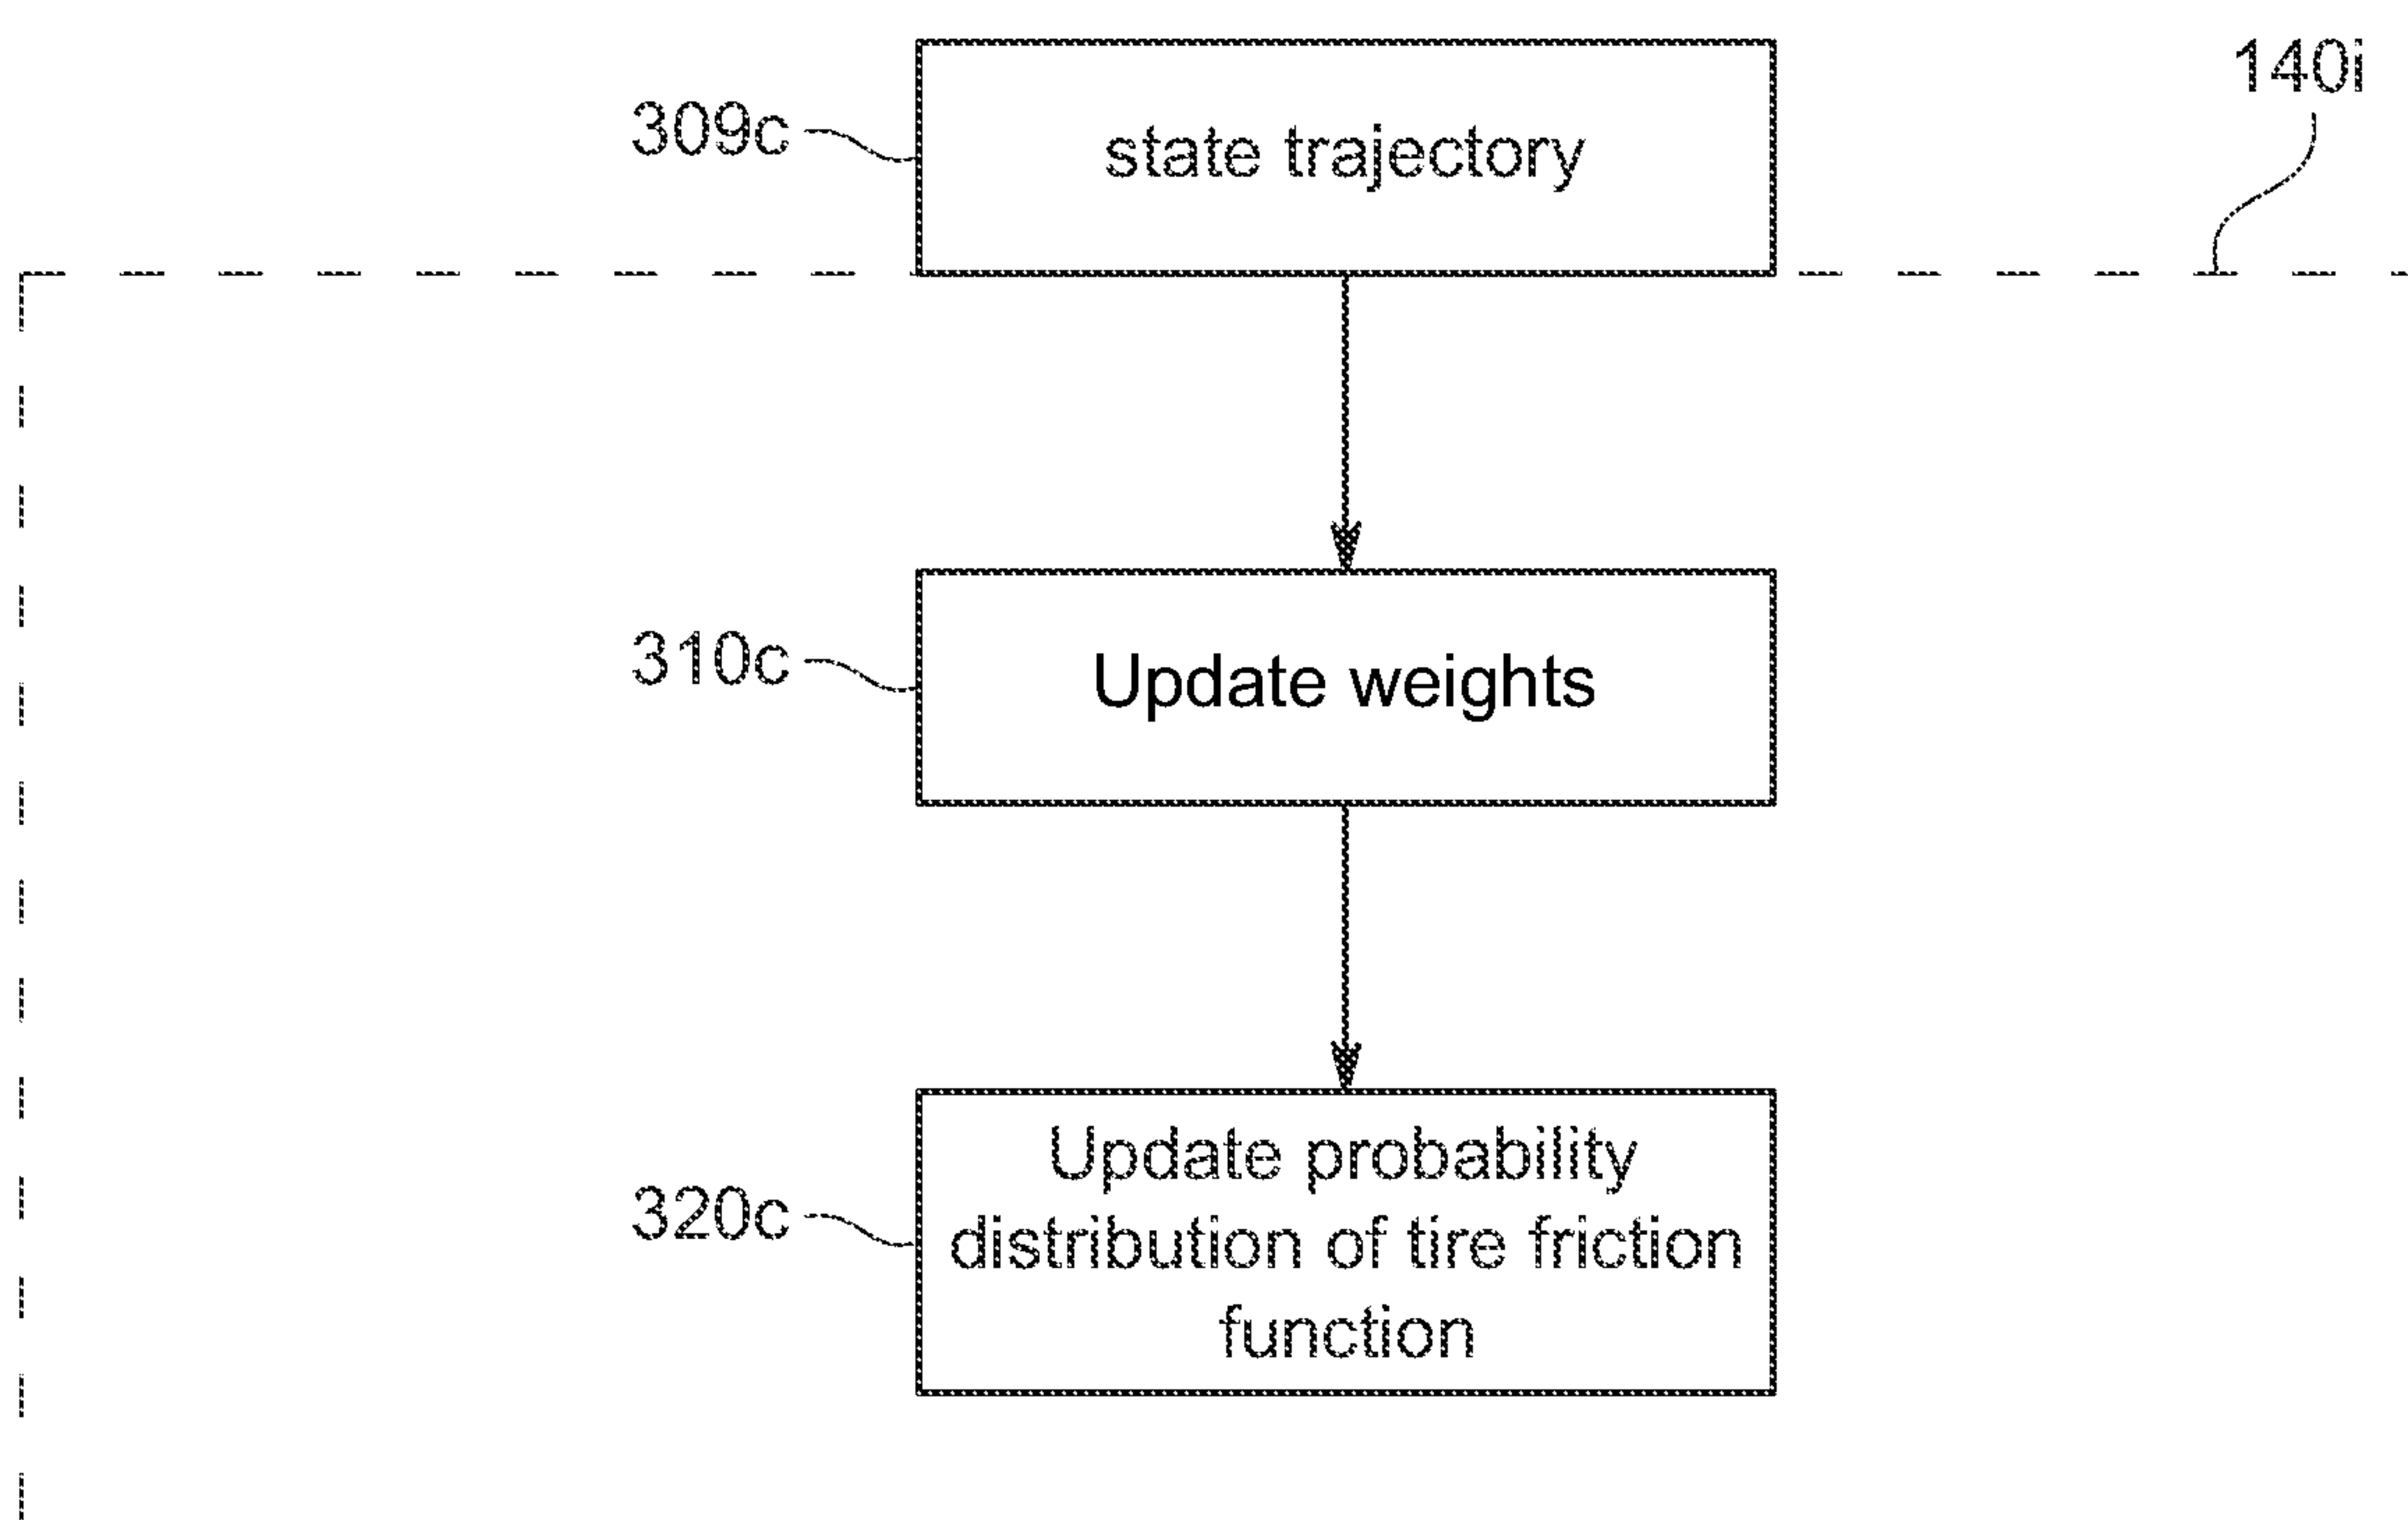 140i
309c
state trajectory
310c
Update weights
320c
Update probability
distribution of tire friction
function